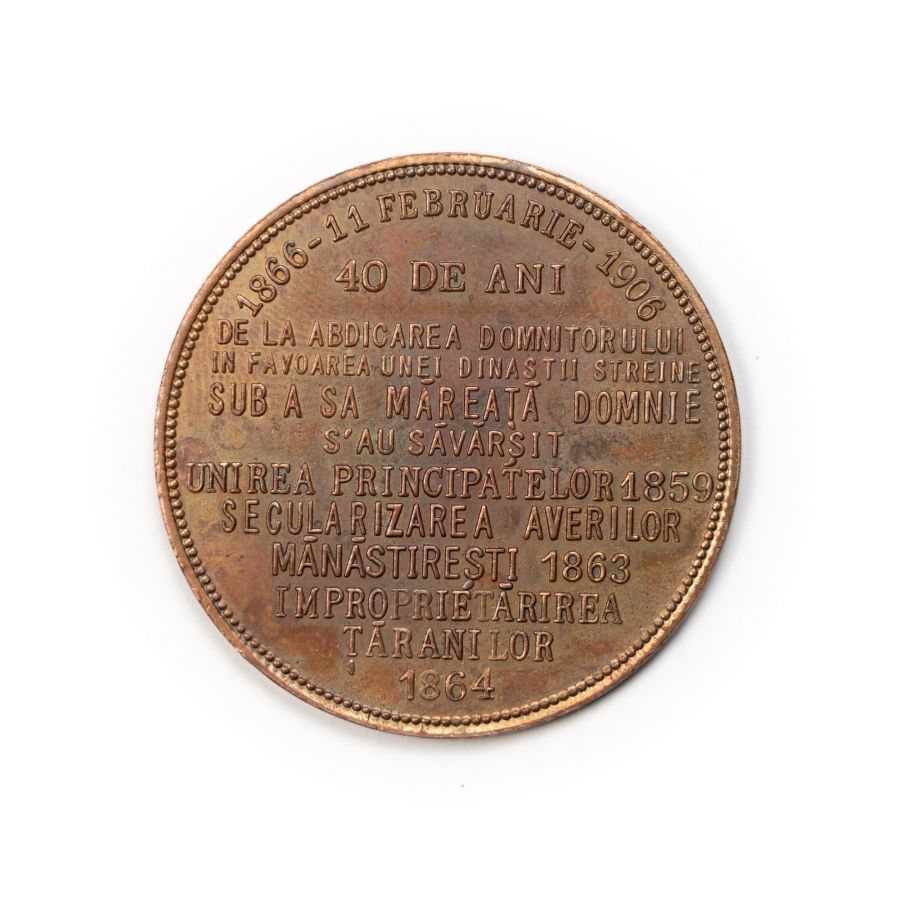 1866 - 11 FEBRUARIE - 1906
40 DE ANI
DE LA ABDICAREA DOMNITORULUI
IN FAVOAREA UNEI DINASTII STREINE
SUB A SA MĂREAȚĂ DOMNIE
S'AU SĂVÂRȘIT
UNIREA PRINCIPATELOR 1859
SECULARIZAREA AVERILOR
MĂNĂSTIREȘTI 1863
IMPROPRIETĂRIREA
ȚĂRANILOR
1864